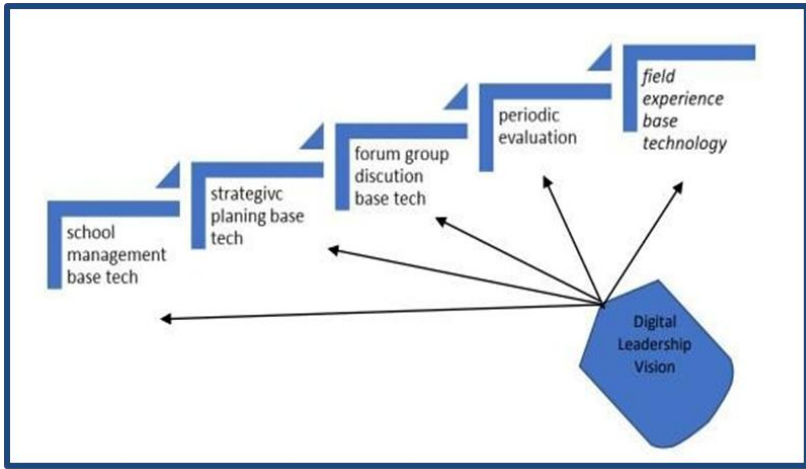 school
management
base tech
strategivc
planing base
tech
forum group
discution
base tech
periodic
evaluation
field
experience
base
technology
Digital
Leadership
Vision